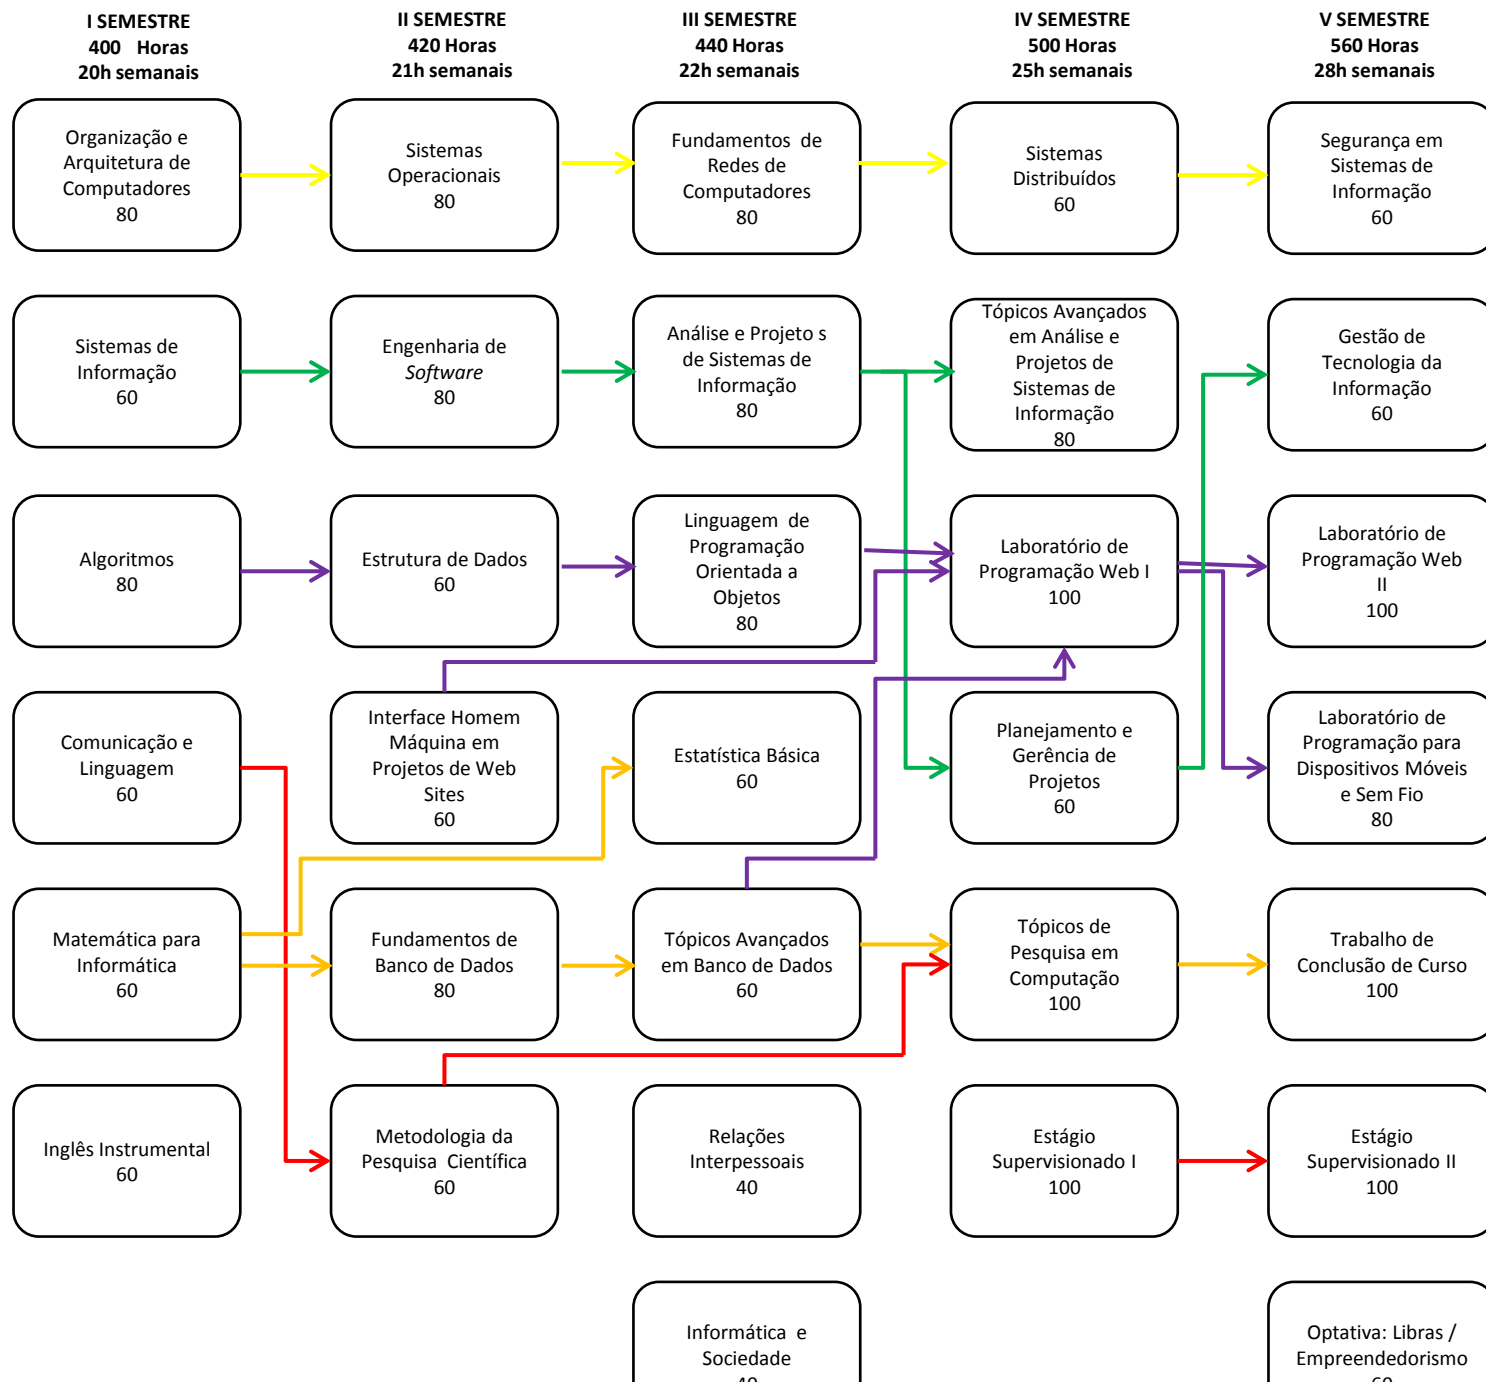 I SEMESTRE
400 Horas
20h semanais
II SEMESTRE
420 Horas
21h semanais
III SEMESTRE
440 Horas
22h semanais
IV SEMESTRE
500 Horas
25h semanais
V SEMESTRE
560 Horas
28h semanais
Organização e
Arquitetura de
Computadores
80
Sistemas
Operacionais
80
Fundamentos de
Redes de
Computadores
80
Sistemas
Distribuídos
60
Segurança em
Sistemas de
Informação
60
Sistemas de
Informação
60
Engenharia de
Software
80
Análise e Projeto s
de Sistemas de
Informação
80
Tópicos Avançados
em Análise e
Projetos de
Sistemas de
Informação
80
Gestão de
Tecnologia da
Informação
60
Algoritmos
80
Estrutura de Dados
60
Linguagem de
Programação
Orientada a
Objetos
80
Laboratório de
Programação Web I
100
Laboratório de
Programação Web
II
100
Comunicação e
Linguagem
60
Interface Homem
Máquina em
Projetos de Web
Sites
60
Estatística Básica
60
Planejamento e
Gerência de
Projetos
60
Laboratório de
Programação para
Dispositivos Móveis
e Sem Fio
80
Matemática para
Informática
60
Fundamentos de
Banco de Dados
80
Tópicos Avançados
em Banco de Dados
60
Tópicos de
Pesquisa em
Computação
100
Trabalho de
Conclusão de Curso
100
Inglês Instrumental
60
Metodologia da
Pesquisa Científica
60
Relações
Interpessoais
40
Estágio
Supervisionado I
100
Estágio
Supervisionado II
100
Informática e
Sociedade
40
Optativa: Libras /
Empreendedorismo
60